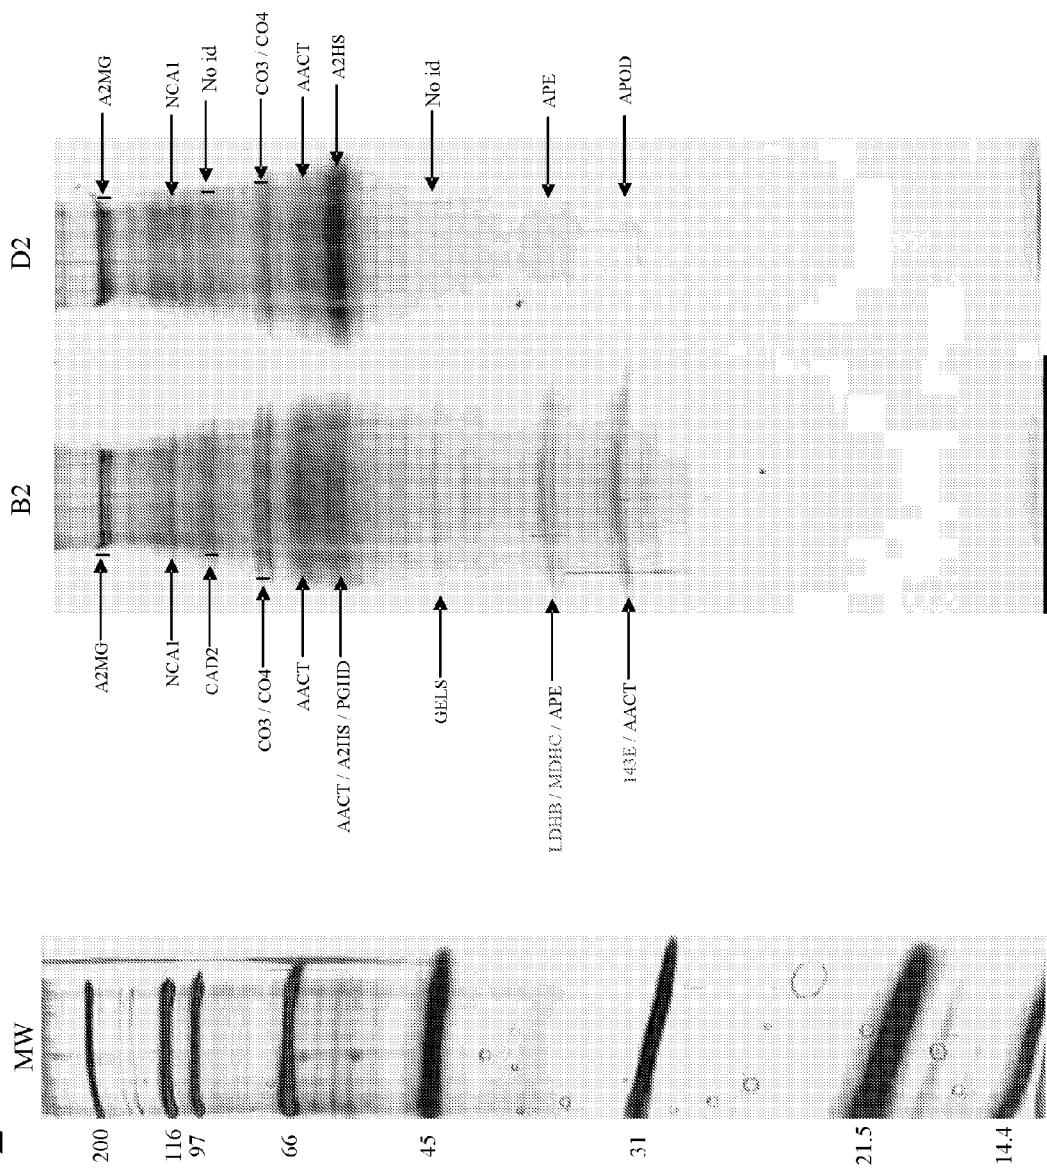 MW
200
116
97
66
45
31
21.5
14.4
B2
A2MG
NCA1
CAD2
CO3 / CO4
AACT
AACT / A2HS / PGHD
GELS
LDHB / MDHC / APE
143E / AACT
D2
A2MG
NCA1
No id
CO3 / CO4
AACT
A2HS
No id
APE
APOD